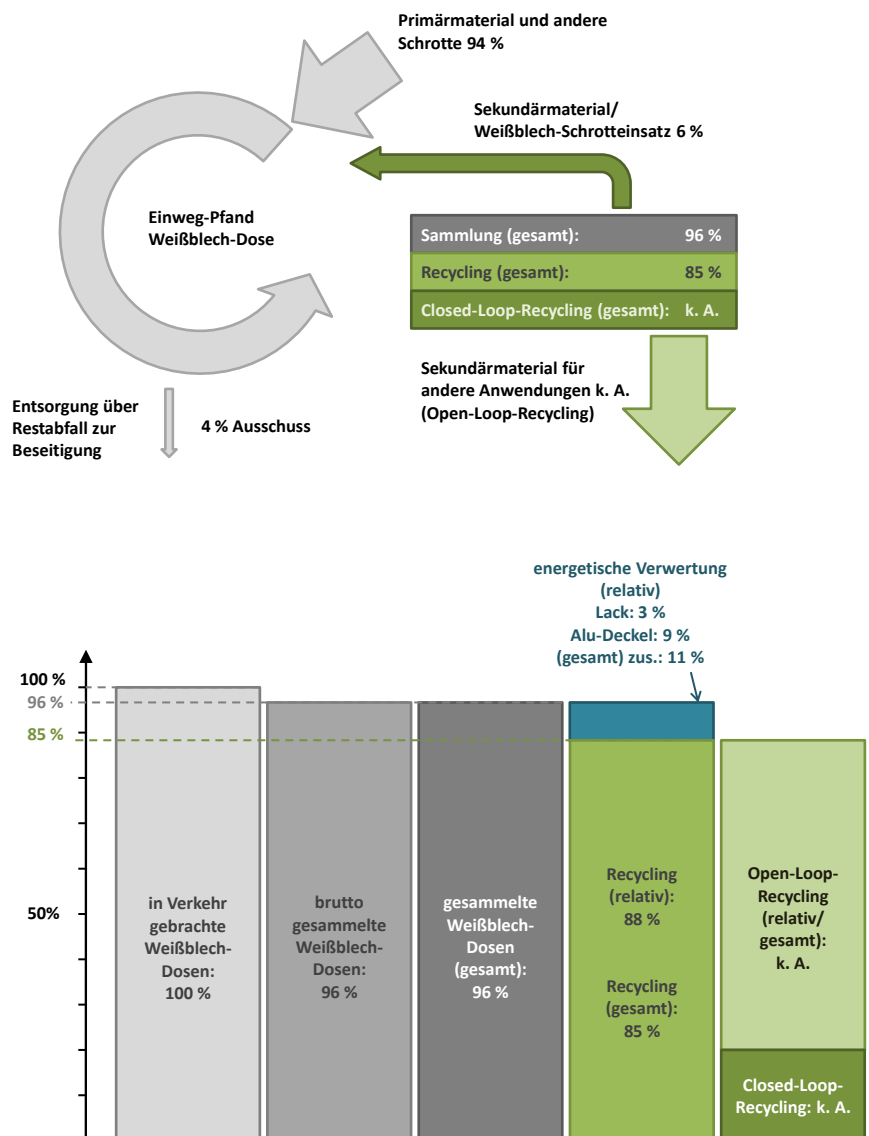 Primärmaterial und andere
Schrotte 94 %
Sekundärmaterial/
Weißblech-Schrotteinsatz 6 %
Einweg-Pfand
Weißblech-Dose
Sammlung (gesamt): 96 %
Recycling (gesamt): 85 %
Closed-Loop-Recycling (gesamt): k. A.
Sekundärmaterial für
andere Anwendungen k. A.
(Open-Loop-Recycling)
Entsorgung über
Restabfall zur
Beseitigung
4 % Ausschuss
energetische Verwertung
(relativ)
Lack: 3 %
Alu-Deckel: 9 %
(gesamt) zus.: 11 %
100 %
96 %
85 %
50%
in Verkehr
gebrachte
Weißblech-
Dosen:
100 %
brutto
gesammelte
Weißblech-
Dosen:
96 %
gesammelte
Weißblech-
Dosen
(gesamt):
96 %
Recycling
(relativ):
88 %
Recycling
(gesamt):
85 %
Open-Loop-
Recycling
(relativ/
gesamt):
k. A.
Closed-Loop-
Recycling: k. A.